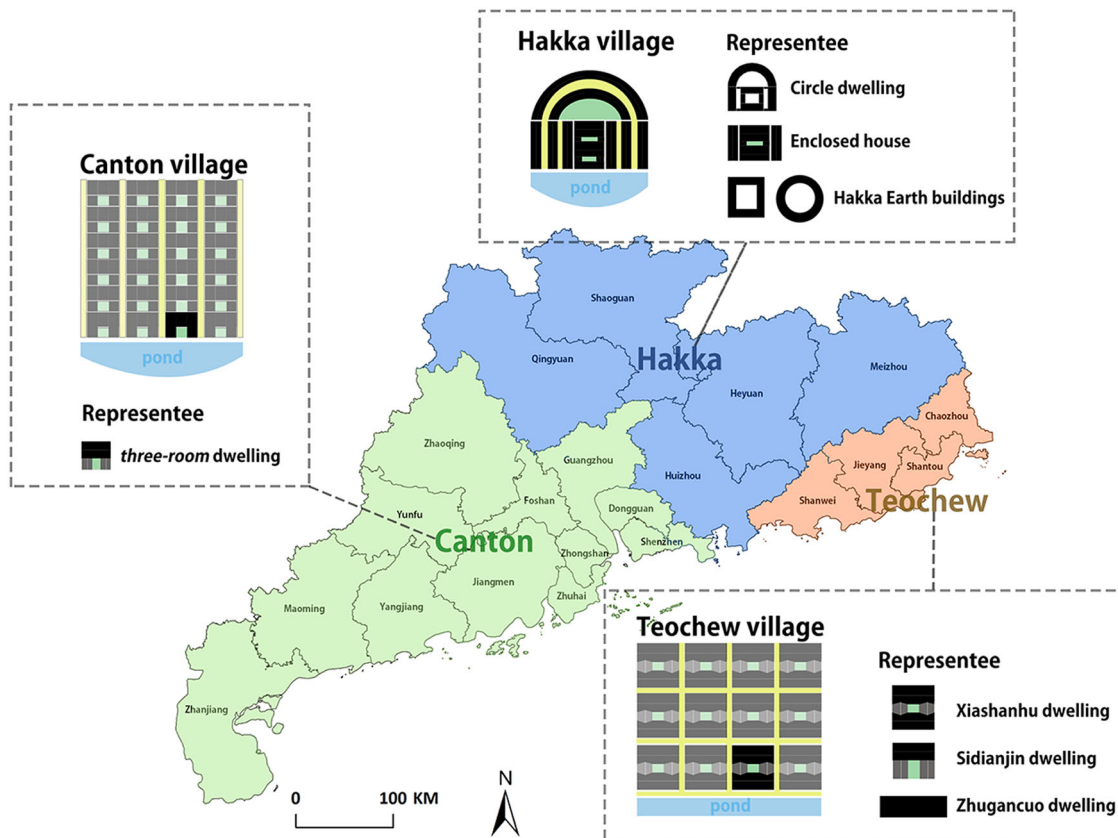 Hakka village
Representee
Circle dwelling
Enclosed house
Hakka Earth buildings
pond
Canton village
pond
Representee
three-room dwelling
Shaoguan
Qingyuan
Hakka
Heyuan
Meizhou
Chaozhou
Zhaoqing
Guangzhou
Huizhou
Jieyang
Shantou
Shanwei
Teochew
Foshan
Dongguan
Yunfu
Canton
Shenzhen
Zhongshan
Jiangmen
Zhuhai
Maoming
Yangjiang
Zhanjiang
Teochew village
Representee
Xiashanhu dwelling
Sidianjin dwelling
Zhugancuo dwelling
pond
N
0 100 KM